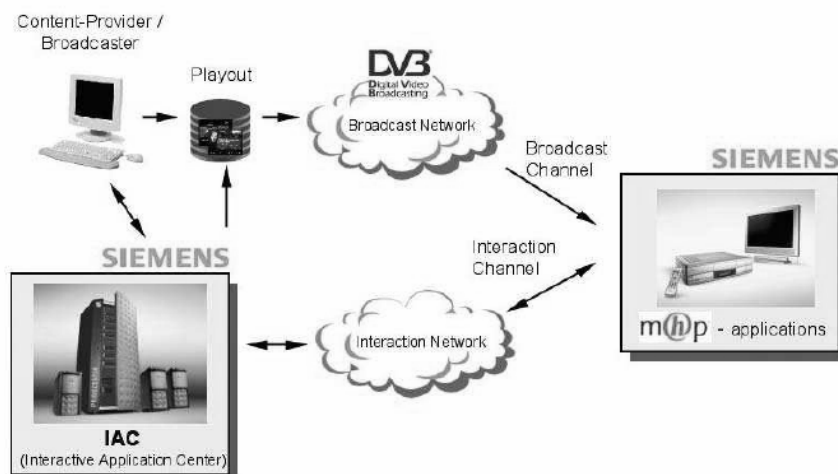 Content-Provider /
Broadcaster
Playout
DVB
Digital Video
Broadcasting
Broadcast Network
Broadcast
Channel
SIEMENS
SIEMENS
Interaction
Channel
mhp - applications
Interaction Network
IAC
(Interactive Application Center)